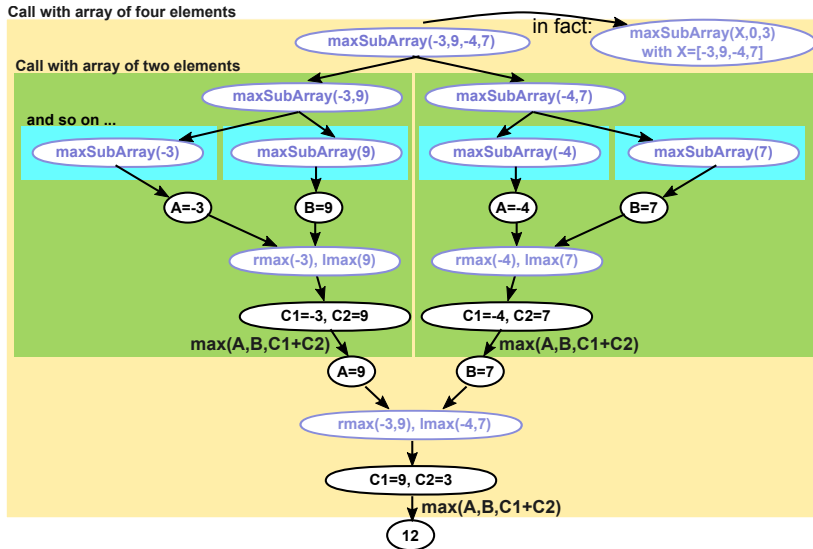 Call with array of four elements
in fact:
maxSubArray(X,0,3)
with X=[-3,9,-4,7]
maxSubArray(-3,9,-4,7)
Call with array of two elements
maxSubArray(-3,9)
maxSubArray(-4,7)
and so on ...
maxSubArray(-3)
maxSubArray(9)
maxSubArray(-4)
maxSubArray(7)
A=-3
B=9
A=-4
B=7
rmax(-3), lmax(9)
rmax(-4), lmax(7)
C1=-3, C2=9
C1=-4, C2=7
max(A,B,C1+C2)
max(A,B,C1+C2)
A=9
B=7
rmax(-3,9), lmax(-4,7)
C1=9, C2=3
max(A,B,C1+C2)
12